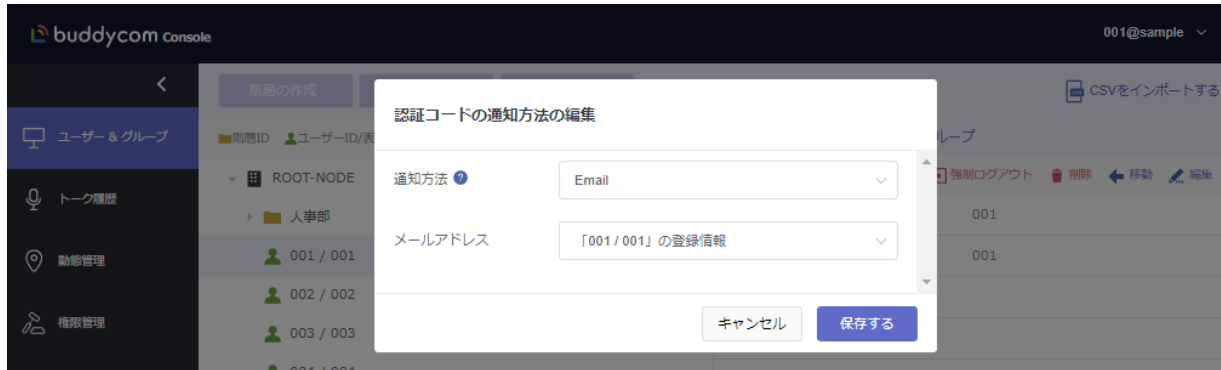 buddycom Console
001@sample
階層の作成
CSVをインポートする
認証コードの通知方法の編集
ユーザー & グループ
階層ID ユーザーID/表
ループ
ROOT-NODE
通知方法
Email
強制ログアウト 削除 移動 編集
トーク履歴
人事部
001
メールアドレス
「001 / 001」の登録情報
動態管理
001 / 001
001
002 / 002
権限管理
003 / 003
キャンセル
保存する